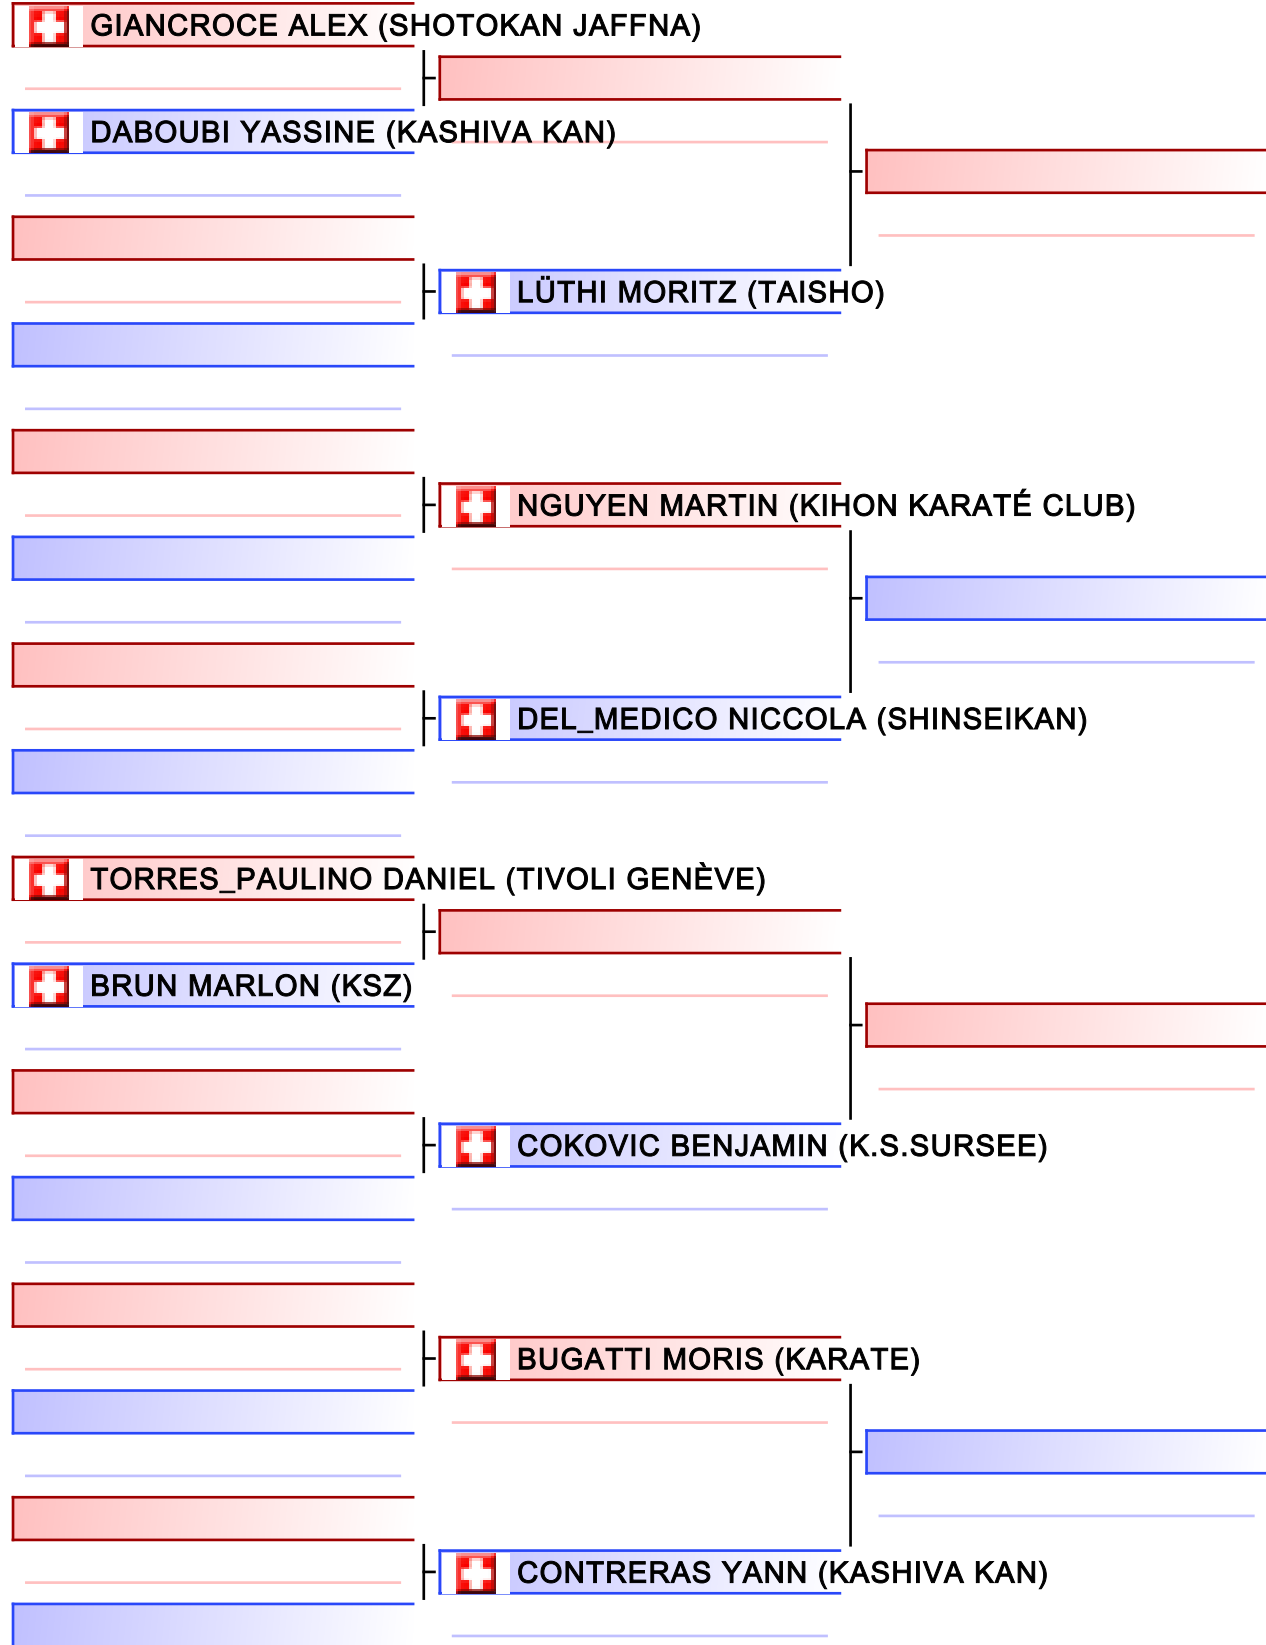 GIANCROCE ALEX (SHOTOKAN JAFFNA)
DABOUBI YASSINE (KASHIVA KAN)
LÜTHI MORITZ (TAISHO)
NGUYEN MARTIN (KIHON KARATÉ CLUB)
DEL_MEDICO NICCOLA (SHINSEIKAN)
TORRES_PAULINO DANIEL (TIVOLI GENÈVE)
BRUN MARLON (KSZ)
COKOVIC BENJAMIN (K.S.SURSEE)
BUGATTI MORIS (KARATE)
CONTRERAS YANN (KASHIVA KAN)